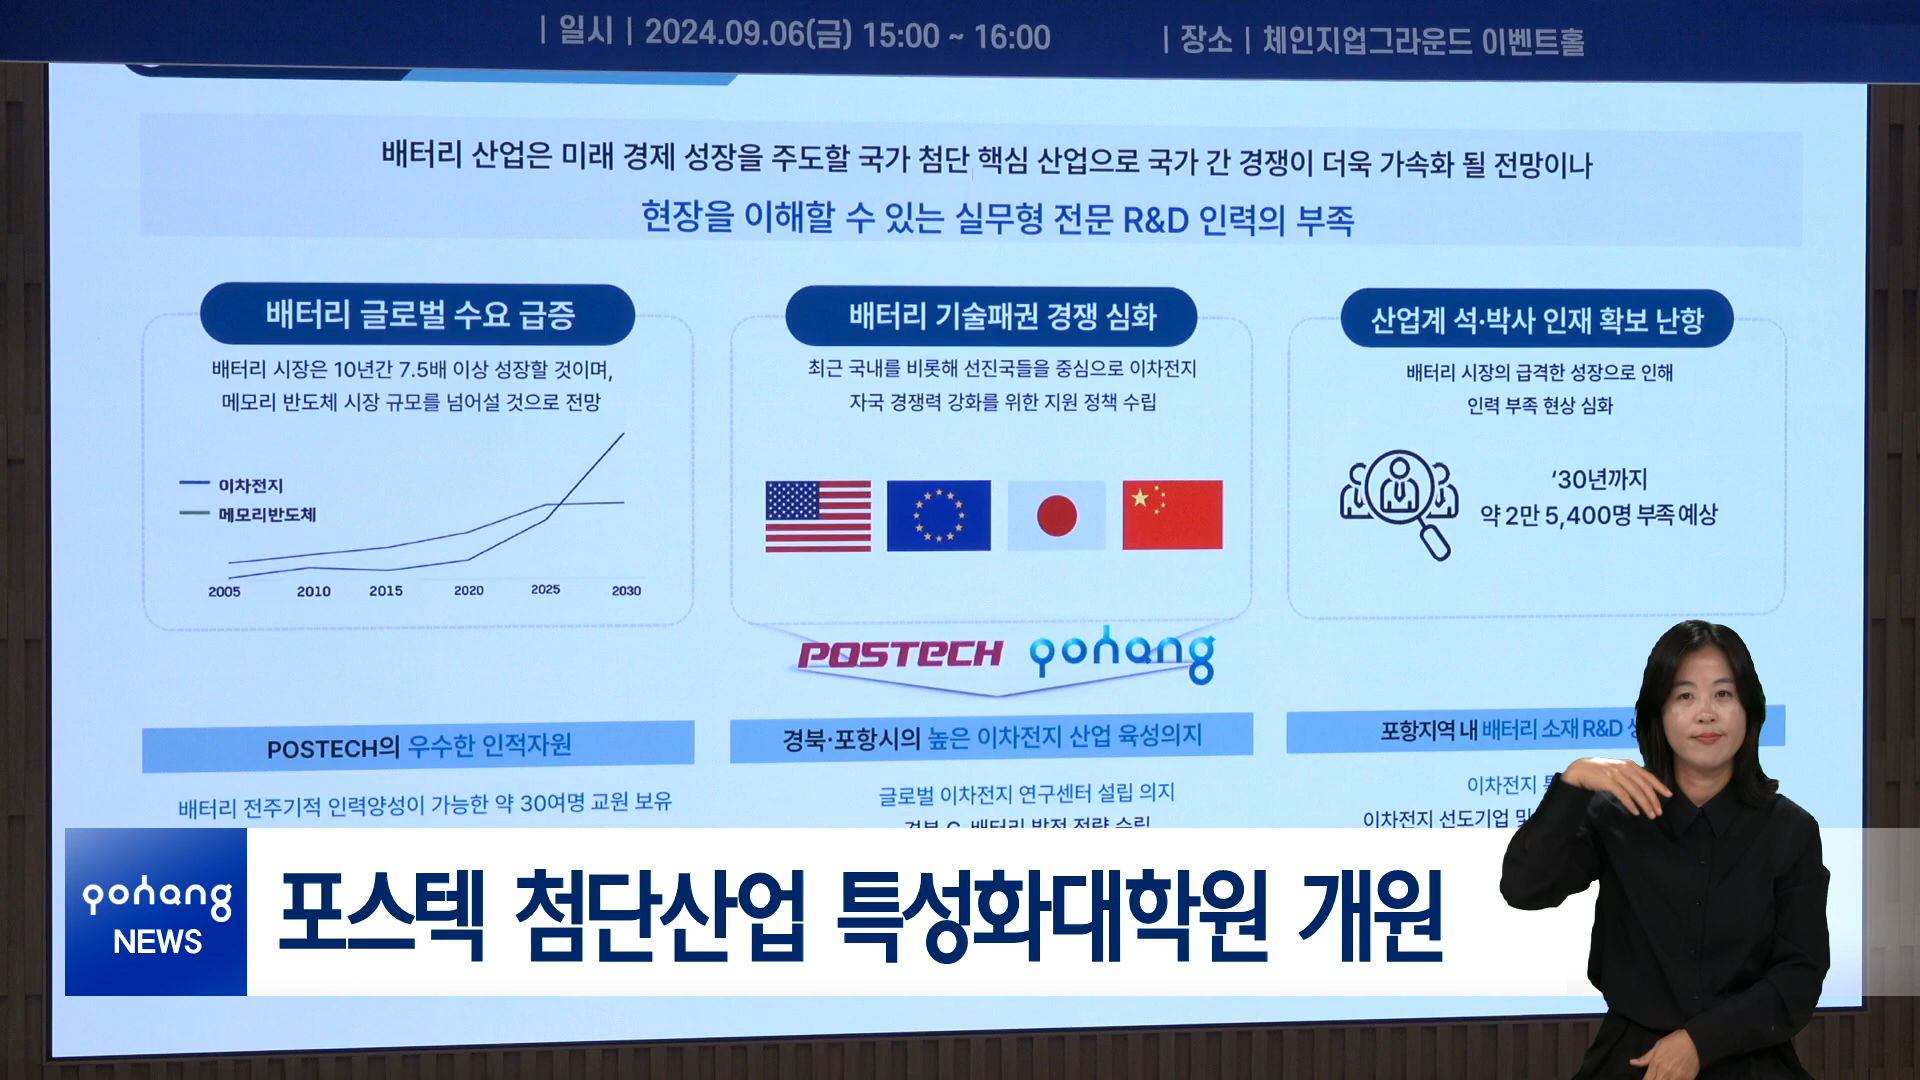 | 일시 | 2024.09.06(금) 15:00 ~ 16:00 | 장소 | 체인지업그라운드 이벤트홀
배터리 산업은 미래 경제 성장을 주도할 국가 첨단 핵심 산업으로 국가 간 경쟁이 더욱 가속화 될 전망이나
현장을 이해할 수 있는 실무형 전문 R&D 인력의 부족
배터리 글로벌 수요 급증
배터리 시장은 10년간 7.5배 이상 성장할 것이며,
메모리 반도체 시장 규모를 넘어설 것으로 전망
이차전지
메모리반도체
2005 2010 2015 2020 2025 2030
배터리 기술패권 경쟁 심화
최근 국내를 비롯해 선진국들을 중심으로 이차전지
자국 경쟁력 강화를 위한 지원 정책 수립
산업계 석·박사 인재 확보 난항
배터리 시장의 급격한 성장으로 인해
인력 부족 현상 심화
‘30년까지
약 2만 5,400명 부족 예상
POSTECH pohang
POSTECH의 우수한 인적자원
배터리 전주기적 인력양성이 가능한 약 30여명 교원 보유
경북·포항시의 높은 이차전지 산업 육성의지
글로벌 이차전지 연구센터 설립 의지
포항지역 내 배터리 소재 R&D
이차전지
이차전지 선도기업 및
pohang
NEWS
포스텍 첨단산업 특성화대학원 개원